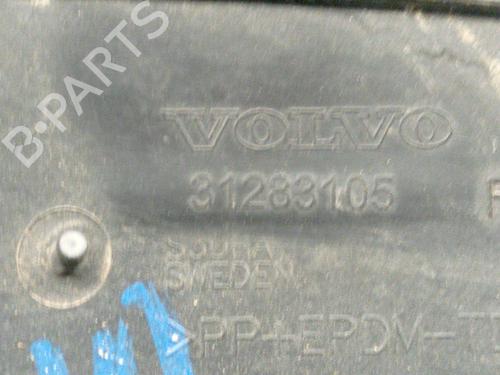 B-PARTS
VOLVO
31283105
SWEDEN
>PP+EPDM-T